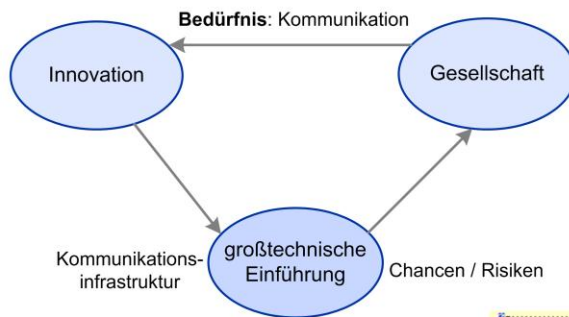 Bedürfnis: Kommunikation
Innovation
Gesellschaft
Kommunikations-
infrastruktur
großtechnische
Einführung
Chancen / Risiken